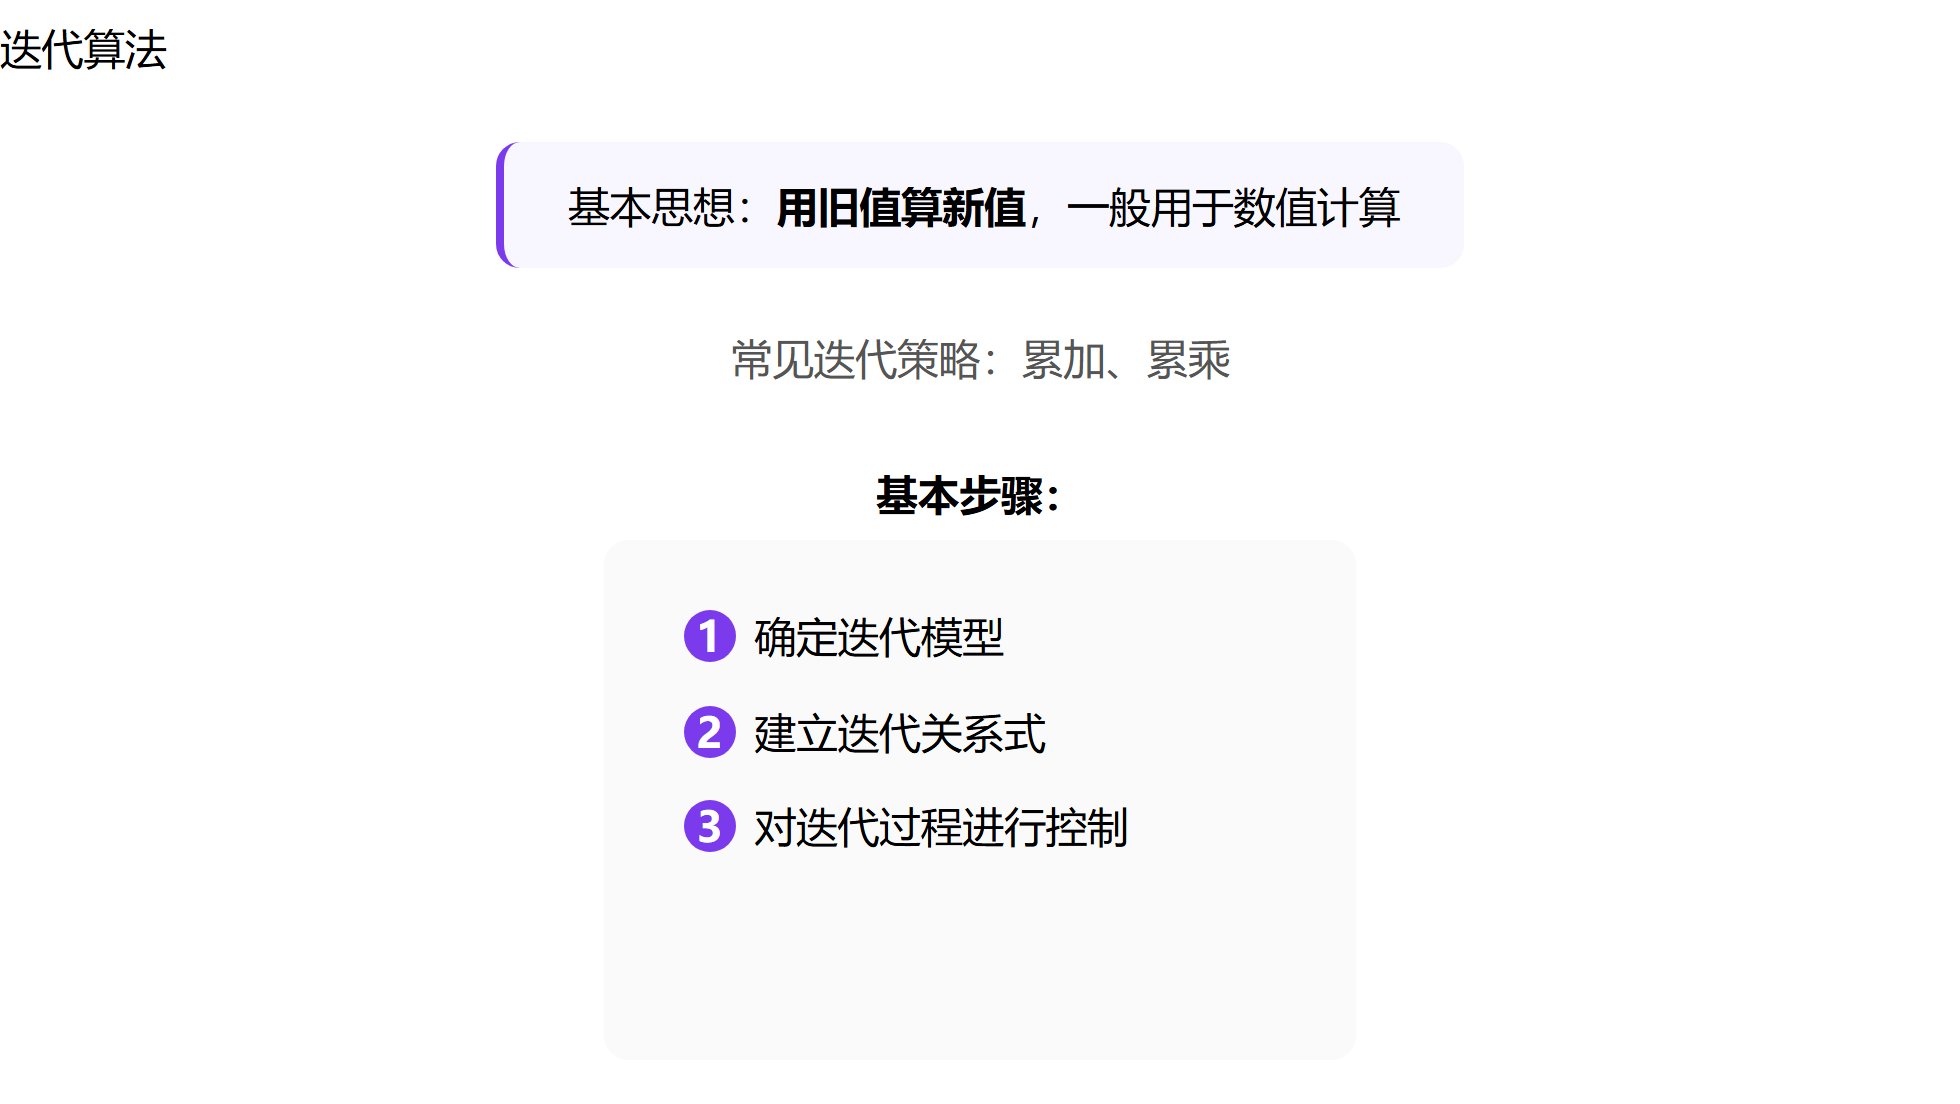 迭代算法
基本思想：用旧值算新值，一般用于数值计算
常见迭代策略：累加、累乘
基本步骤：
1 确定迭代模型
2 建立迭代关系式
3 对迭代过程进行控制